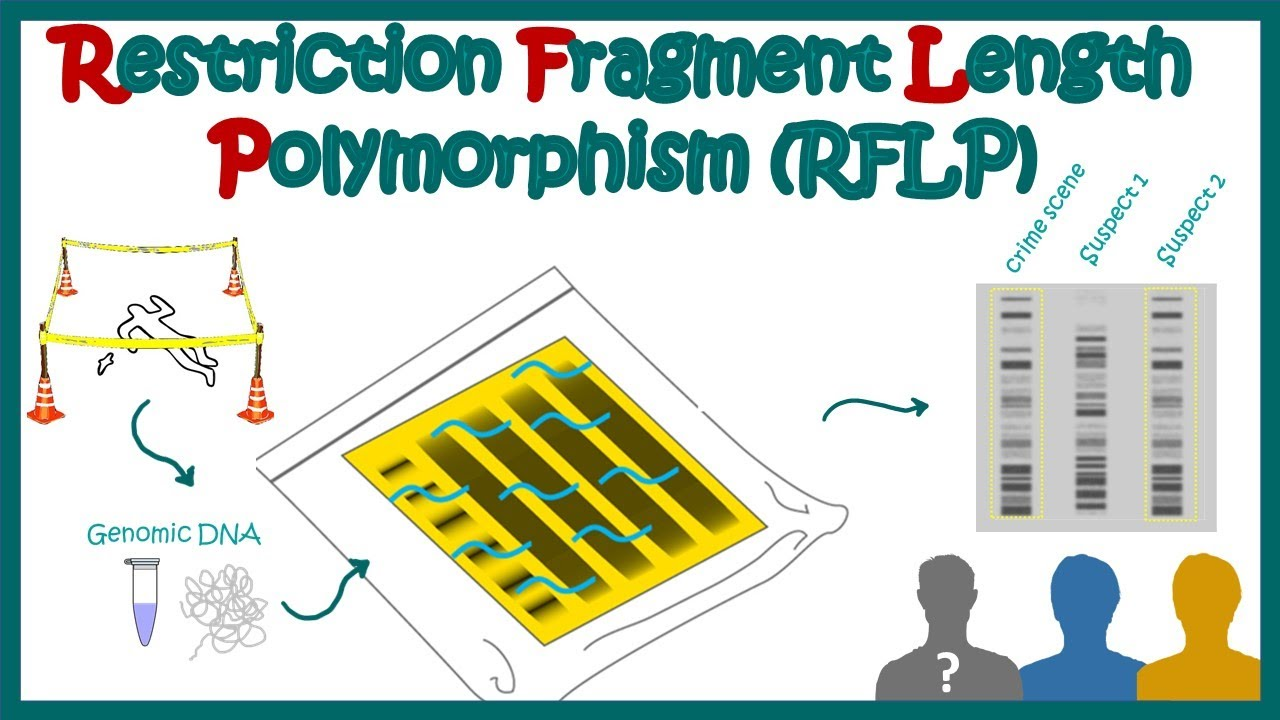 Restriction Fragment Length
Polymorphism (RFLP)
Crime scene
Suspect 1
Suspect 2
Genomic DNA
?